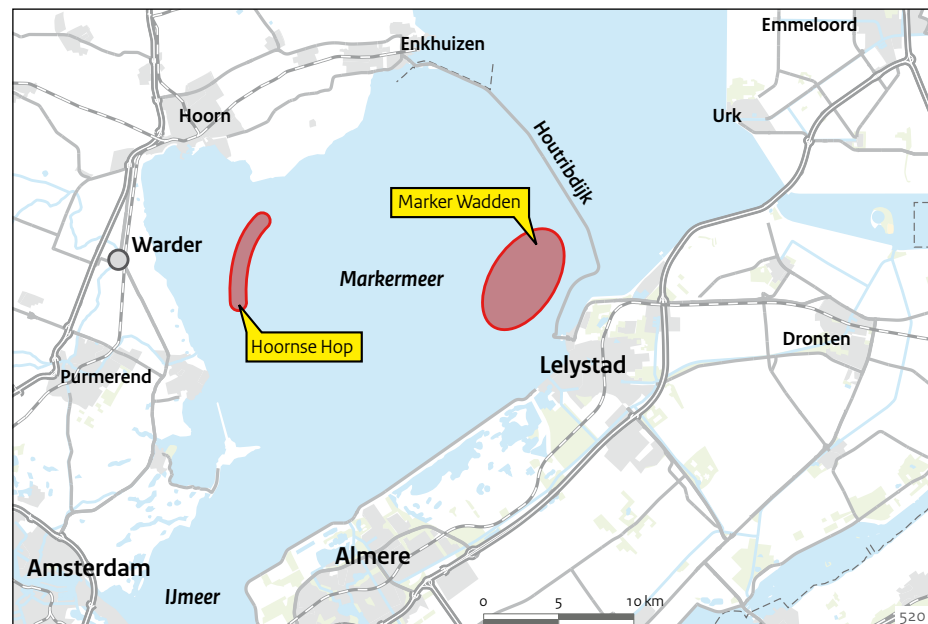 Emmeloord
Enkhuizen
Hoorn
Urk
Houtribdijk
Marker Wadden
Warder
Markermeer
Hoornse Hop
Dronten
Lelystad
Purmerend
Almere
Amsterdam
IJmeer
0 5 10 km
520